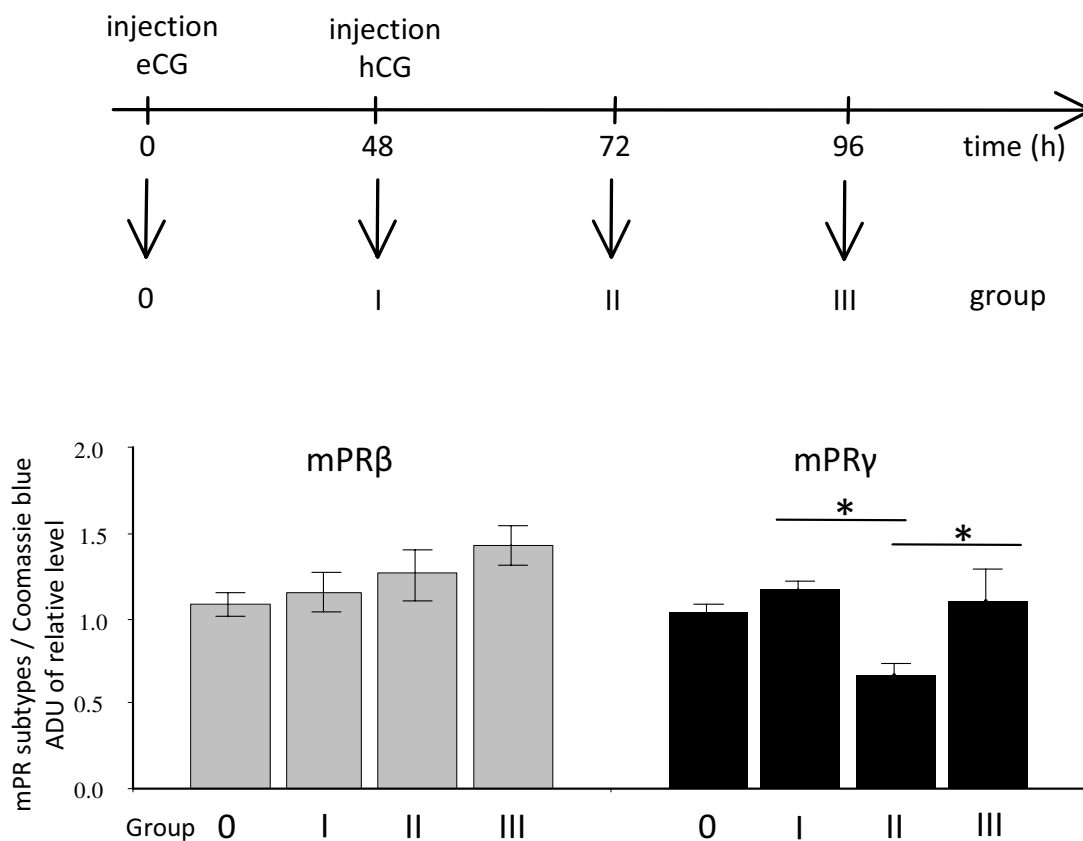 injection
eCG
injection
hCG
0 48 72 96 time (h)
0 I II III group
mPR subtypes / Coomassie blue
ADU of relative level
2.0
1.5
1.0
0.5
0.0
mPRβ
mPRγ
*
*
Group 0 I II III 0 I II III